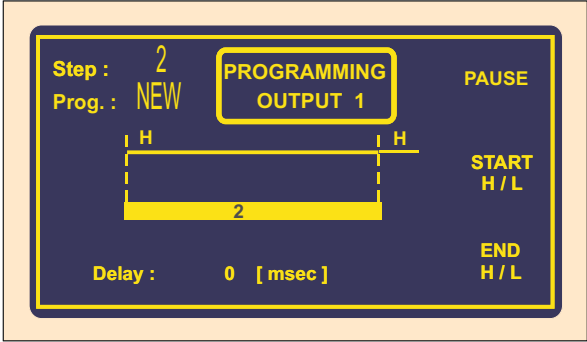 Step : 2
Prog. : NEW
PROGRAMMING
OUTPUT 1
PAUSE
H
H
START
H / L
2
END
H / L
Delay : 0 [ msec ]